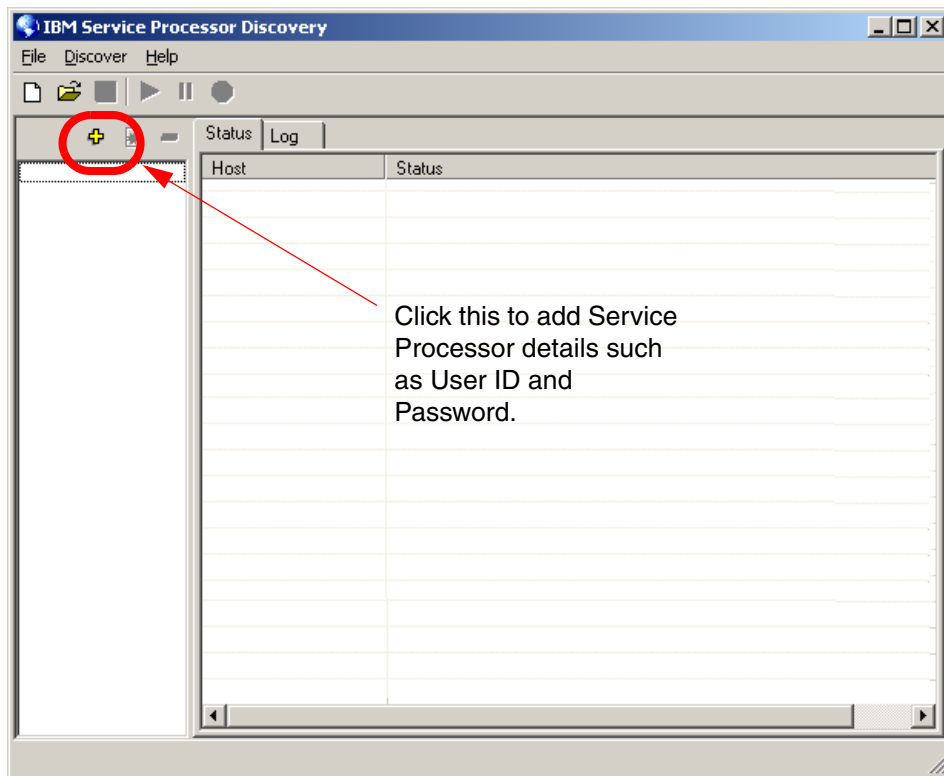 IBM Service Processor Discovery
File Discover Help
Status Log
Host Status
Click this to add Service
Processor details such
as User ID and
Password.